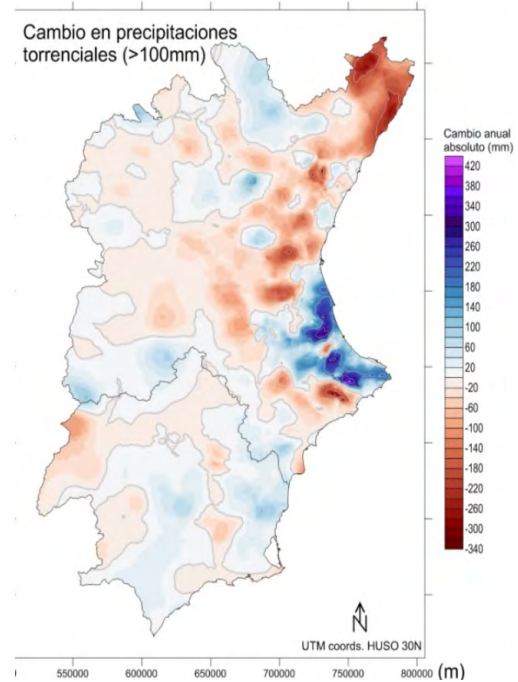 Cambio en precipitaciones
torrenciales (>100mm)
Cambio anual
absoluto (mm)
420
380
340
300
260
220
180
140
100
60
20
-20
-60
-100
-140
-180
-220
-260
-300
-340
N
UTM coords. HUSO 30N
550000 600000 650000 700000 750000 800000 (m)